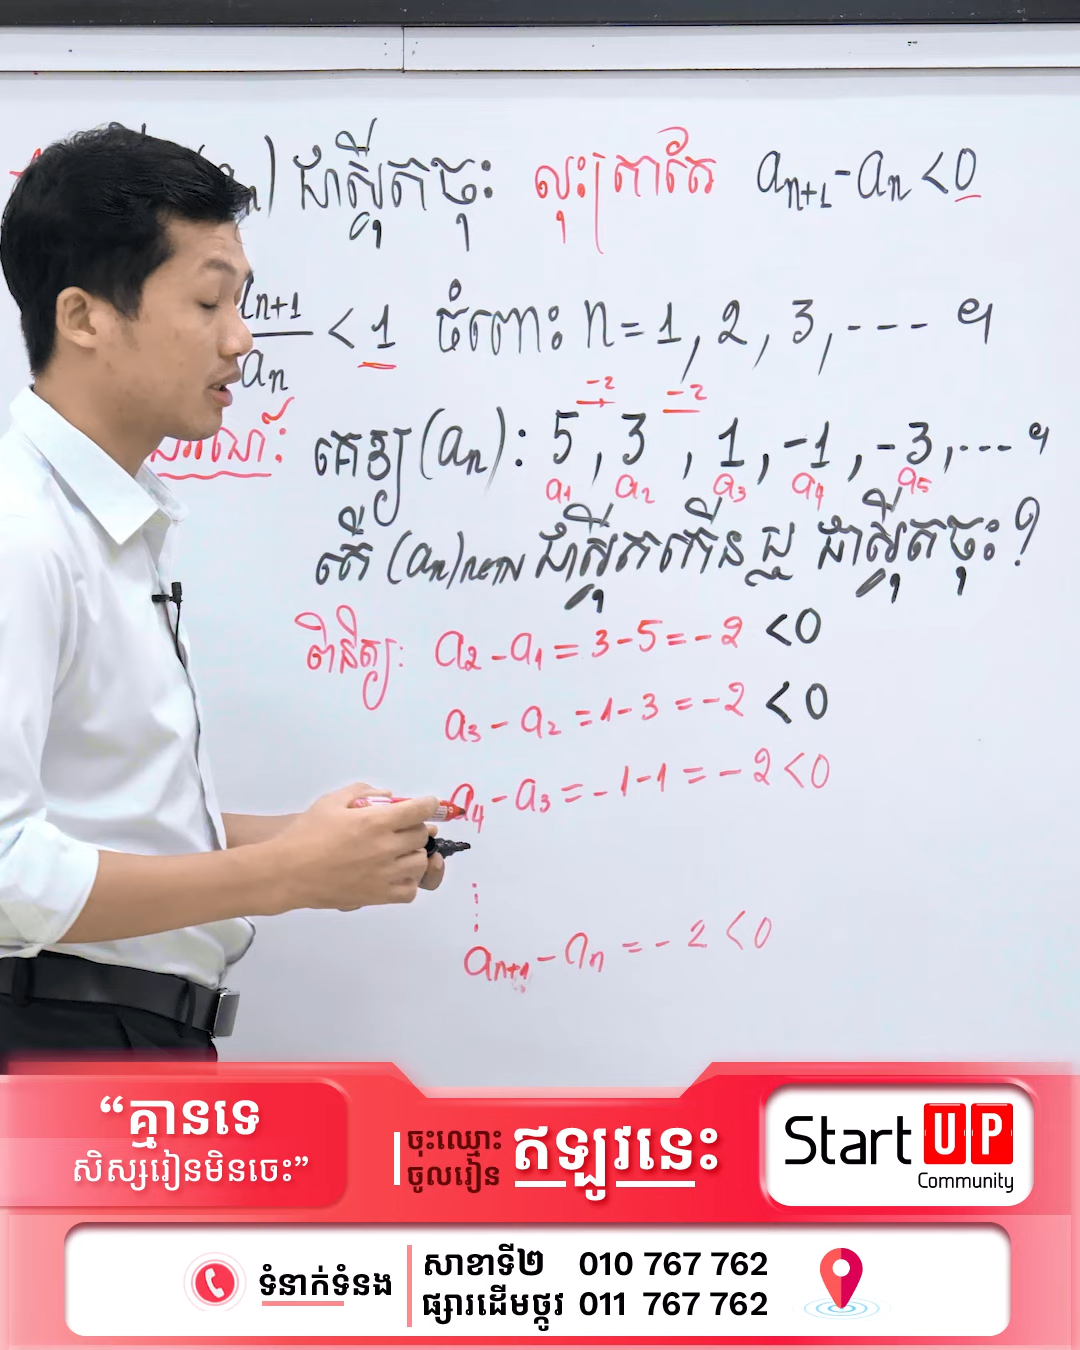 (aₙ) ជាស្វ៊ីតចុះ លុះត្រាតែ aₙ₊₁ - aₙ < 0
aₙ₊₁/aₙ < 1 ចំពោះ n = 1, 2, 3, --- ។
-2 -2
គេឲ្យ (aₙ): 5, 3, 1, -1, -3, --- ។
a₁ a₂ a₃ a₄ a₅
តើ (aₙ) ជាស្វ៊ីតកើន ឬ ជាស្វ៊ីតចុះ ?
ពិនិត្យ: a₂ - a₁ = 3 - 5 = -2 < 0
a₃ - a₂ = 1 - 3 = -2 < 0
a₄ - a₃ = -1 - 1 = -2 < 0
⋮
aₙ₊₁ - aₙ = -2 < 0
“គ្មានទេ
សិស្សរៀនមិនចេះ”
ចុះឈ្មោះ
ចូលរៀន
ឥឡូវនេះ
Start UP
Community
ទំនាក់ទំនង
សាខាទី២ 010 767 762
ផ្សារដើមថ្កូវ 011 767 762